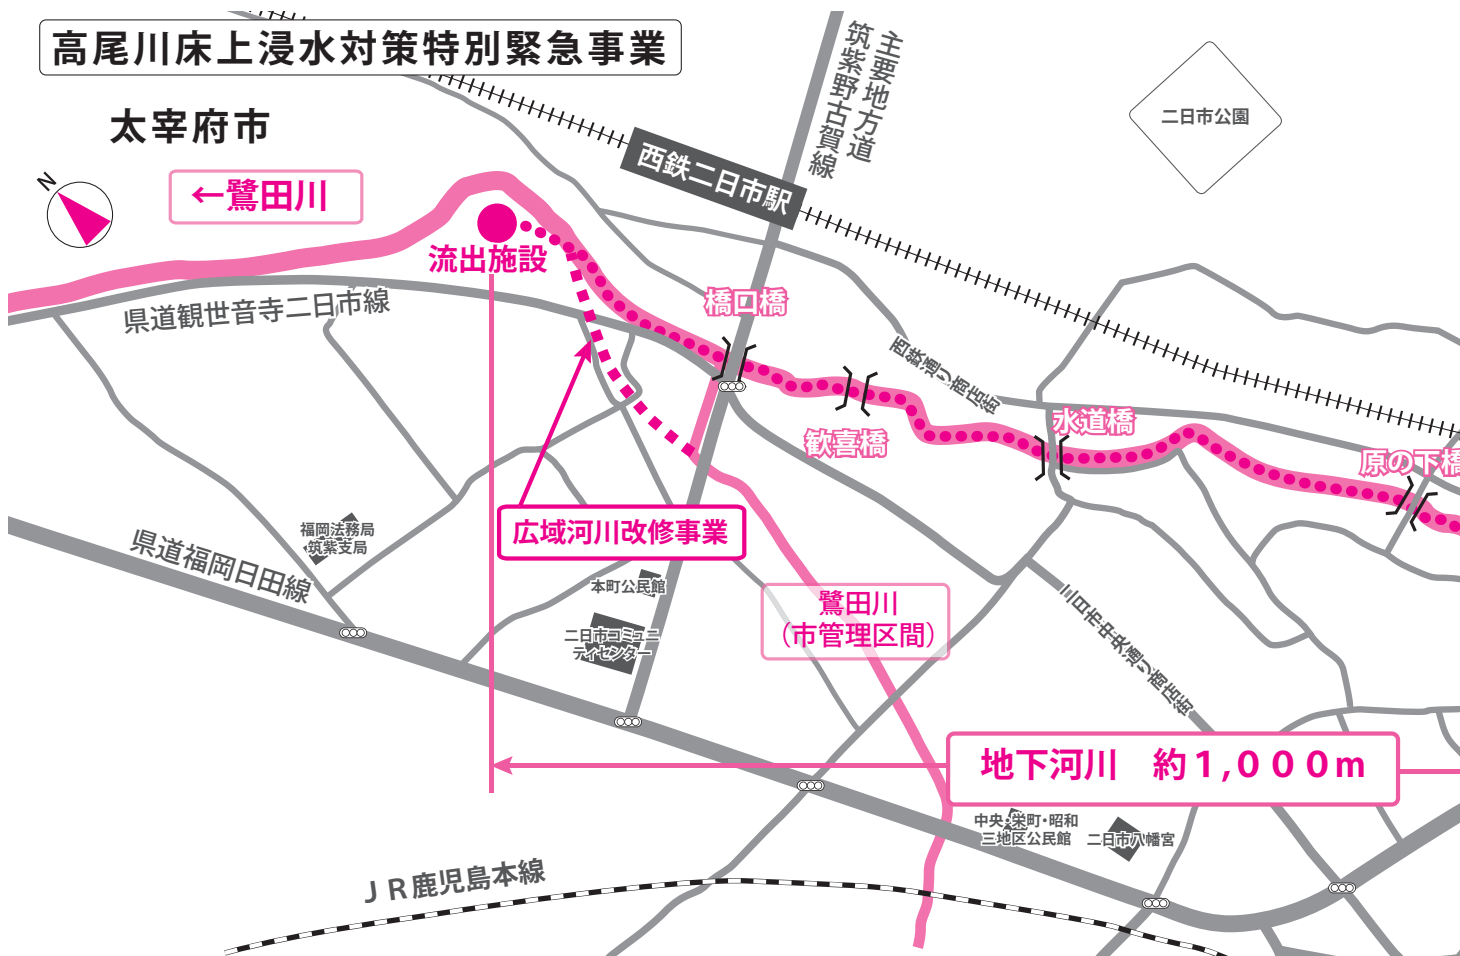 高尾川床上浸水対策特別緊急事業
太宰府市
N
←鷺田川
主要地方道
筑紫野古賀線
二日市公園
西鉄二日市駅
流出施設
県道観世音寺二日市線
橋口橋
西鉄通り商店街
歓喜橋
水道橋
原の下橋
広域河川改修事業
福岡法務局
筑紫支局
県道福岡日田線
本町公民館
二日市コミュニ
ティセンター
鷺田川
（市管理区間）
二日市中央通り商店街
地下河川　約1,０００m
中央・栄町・昭和
三地区公民館
二日市八幡宮
ＪＲ鹿児島本線